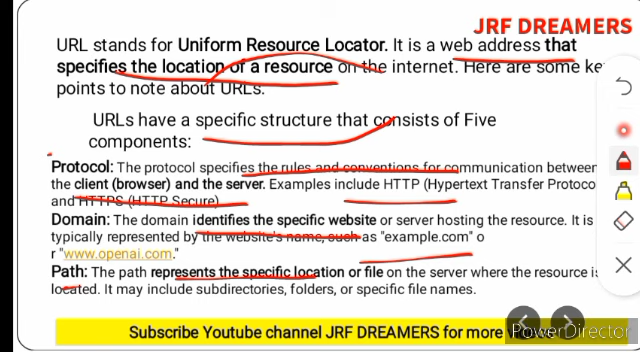 JRF DREAMERS
URL stands for Uniform Resource Locator. It is a web address that
specifies the location of a resource on the internet. Here are some
points to note about URLs.
URLs have a specific structure that consists of Five
components:
Protocol: The protocol specifies the rules and conventions for communication between
the client (browser) and the server. Examples include HTTP (Hypertext Transfer Protoco
and HTTPS (HTTP Secure)
Domain: The domain identifies the specific website or server hosting the resource. It is
typically represented by the website's name, such as "example.com" o
r "www.openai.com."
Path: The path represents the specific location or file on the server where the resource is
located. It may include subdirectories, folders, or specific file names.
Subscribe Youtube channel JRF DREAMERS for more
PowerDirector